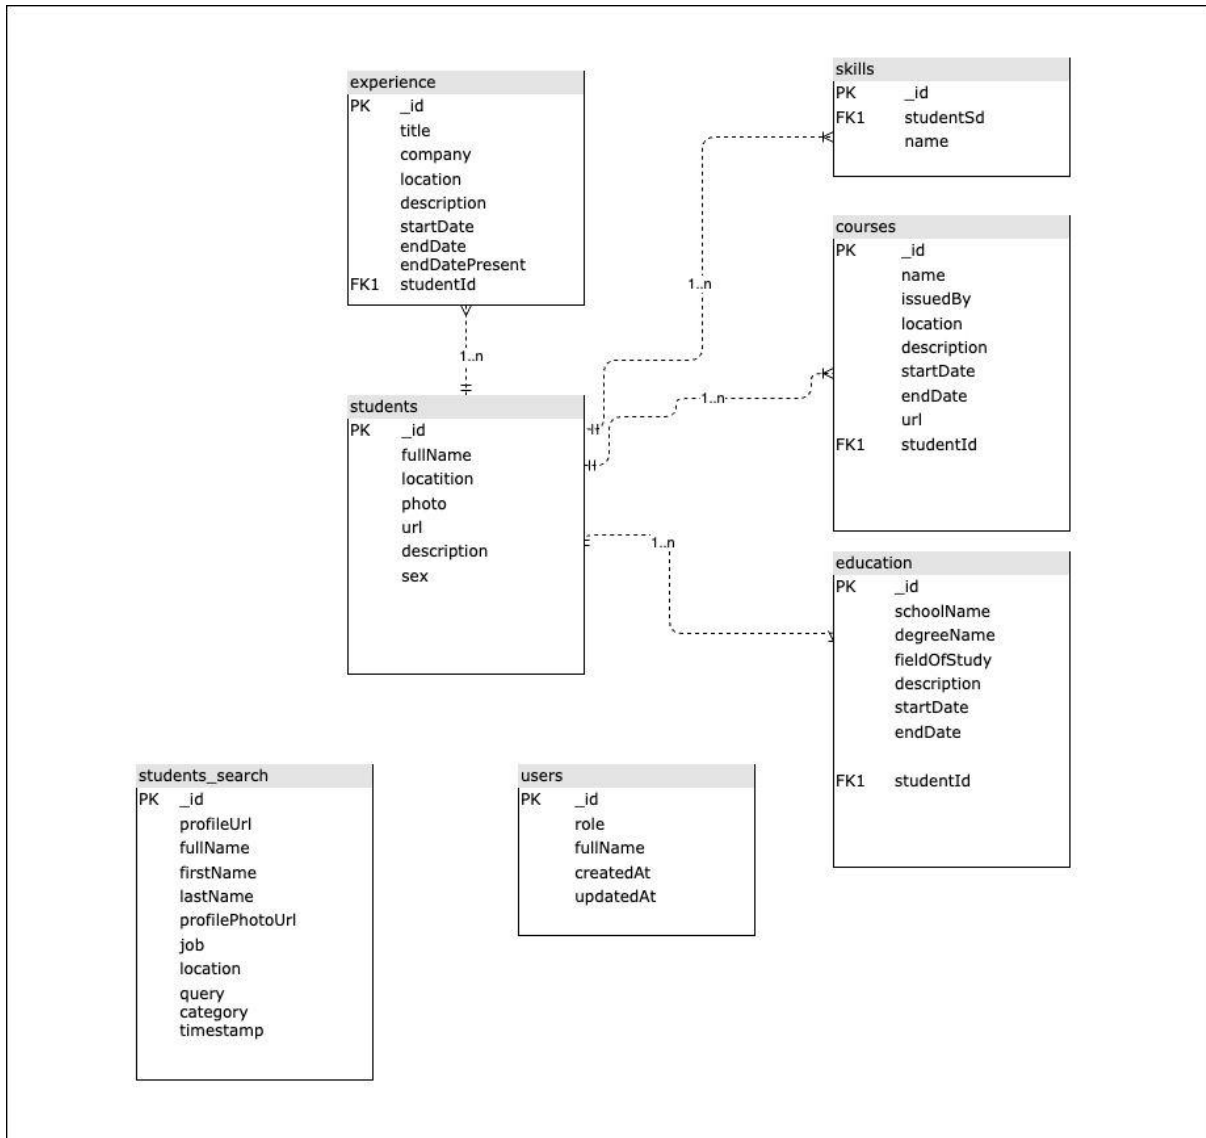 experience
PK _id
title
company
location
description
startDate
endDate
endDatePresent
FK1 studentId
skills
PK _id
FK1 studentSd
name
1..n
courses
PK _id
name
issuedBy
location
description
startDate
endDate
url
FK1 studentId
1..n
1..n
students
PK _id
fullName
locatition
photo
url
description
sex
1..n
education
PK _id
schoolName
degreeName
fieldOfStudy
description
startDate
endDate
FK1 studentId
students_search
PK _id
profileUrl
fullName
firstName
lastName
profilePhotoUrl
job
location
query
category
timestamp
users
PK _id
role
fullName
createdAt
updatedAt